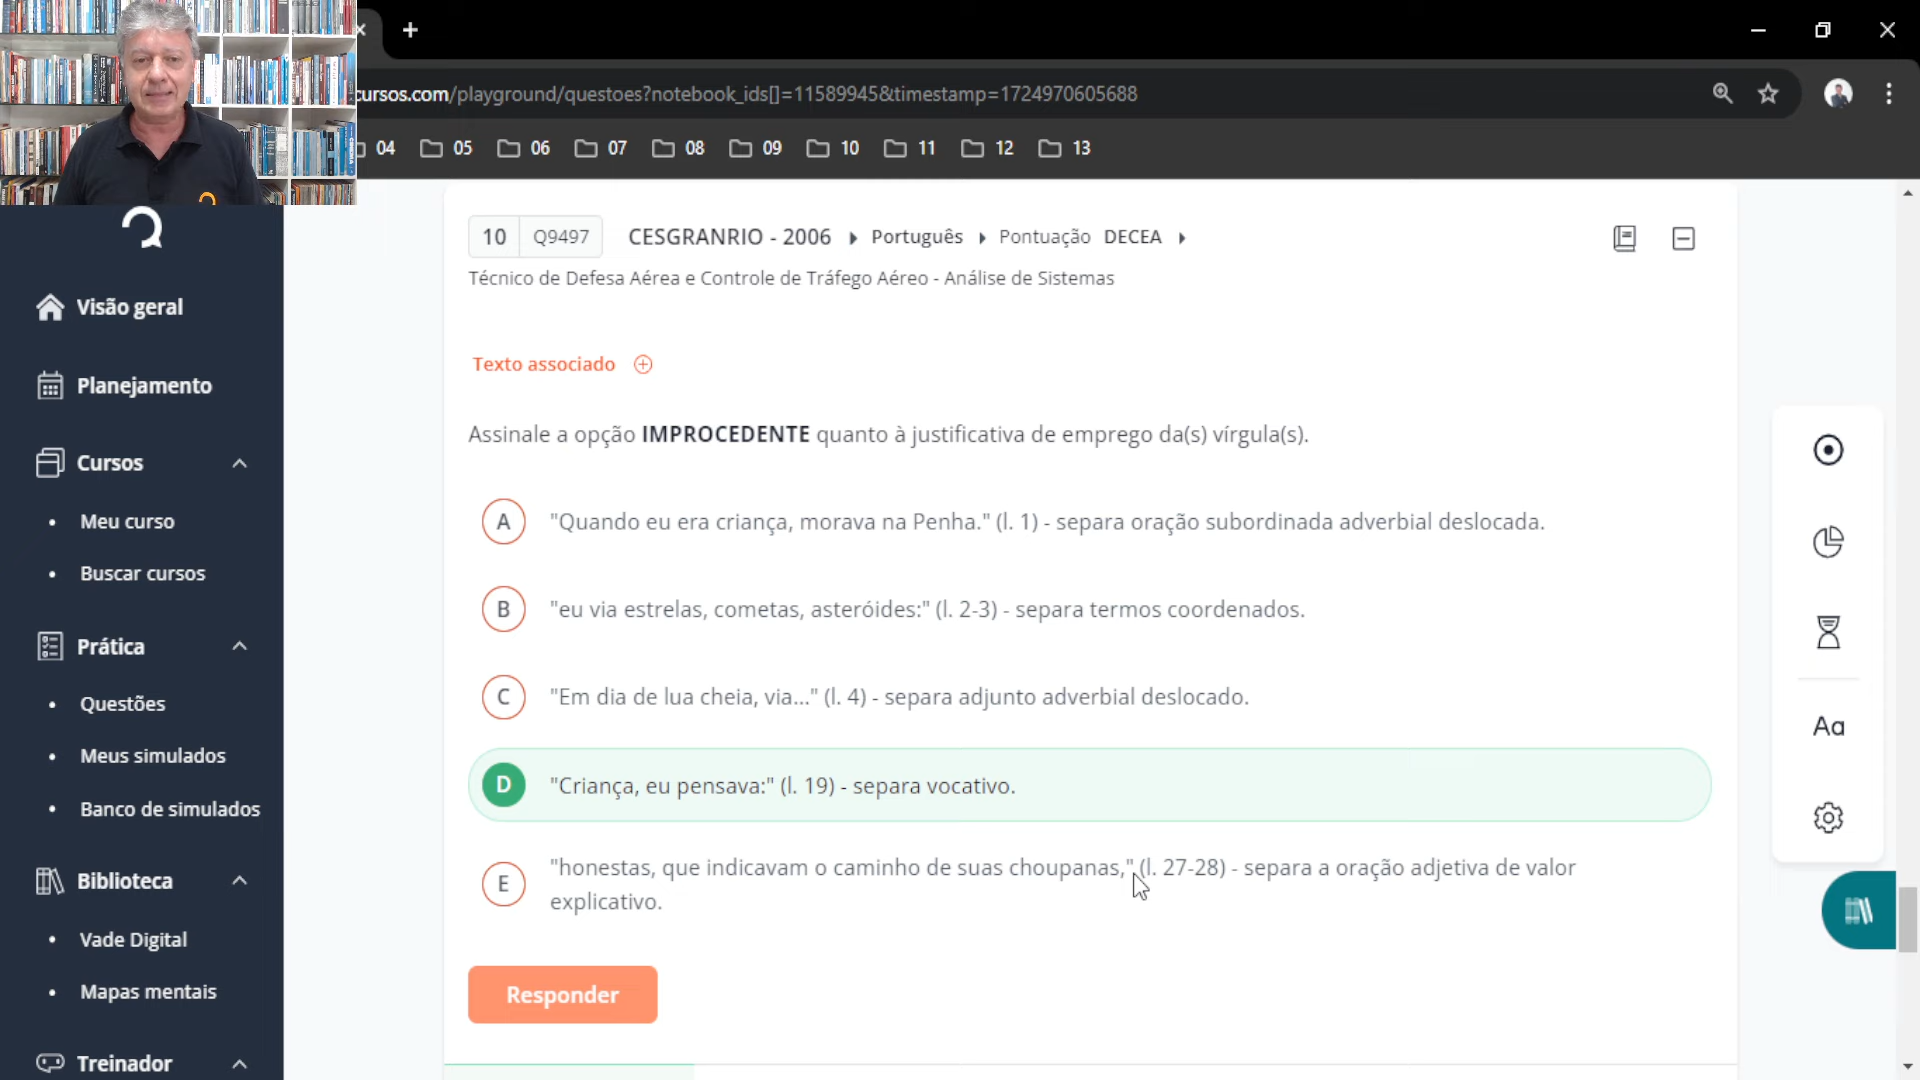 cursos.com/playground/questoes?notebook_ids[]=11589945&timestamp=1724970605688
04 05 06 07 08 09 10 11 12 13
Visão geral
Planejamento
Cursos
• Meu curso
• Buscar cursos
Prática
• Questões
• Meus simulados
• Banco de simulados
Biblioteca
• Vade Digital
• Mapas mentais
Treinador
10 Q9497 CESGRANRIO - 2006 Português Pontuação DECEA
Técnico de Defesa Aérea e Controle de Tráfego Aéreo - Análise de Sistemas
Texto associado
Assinale a opção IMPROCEDENTE quanto à justificativa de emprego da(s) vírgula(s).
A "Quando eu era criança, morava na Penha." (l. 1) - separa oração subordinada adverbial deslocada.
B "eu via estrelas, cometas, asteróides:" (l. 2-3) - separa termos coordenados.
C "Em dia de lua cheia, via..." (l. 4) - separa adjunto adverbial deslocado.
D "Criança, eu pensava:" (l. 19) - separa vocativo.
E "honestas, que indicavam o caminho de suas choupanas," (l. 27-28) - separa a oração adjetiva de valor
explicativo.
Responder
Aa